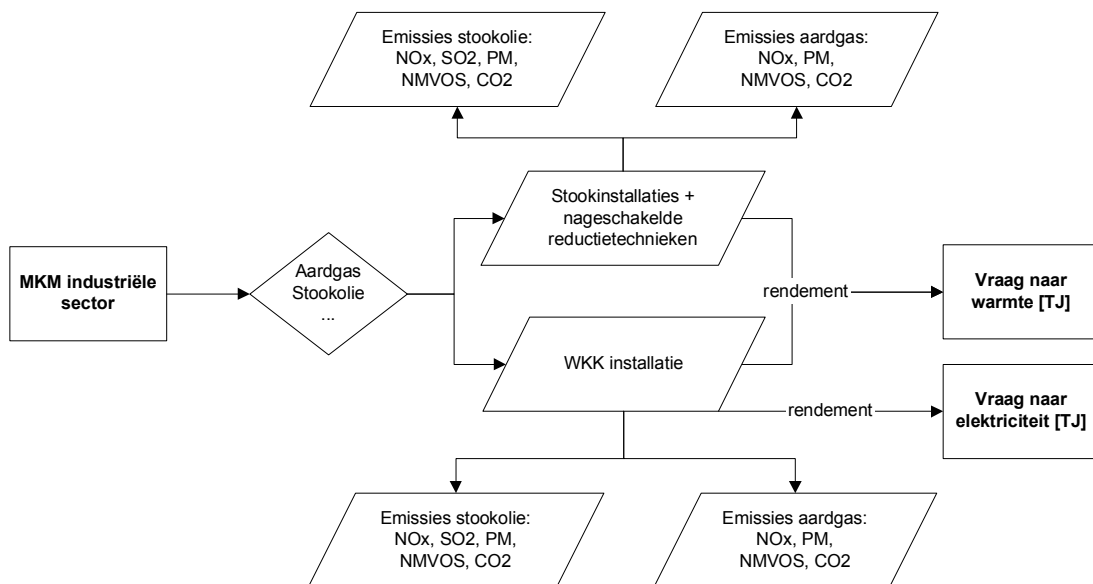 Emissies stookolie:
NOx, SO2, PM,
NMVOS, CO2
Emissies aardgas:
NOx, PM,
NMVOS, CO2
Stookinstallaties +
nageschakelde
reductietechnieken
MKM industriële
sector
Aardgas
Stookolie
...
rendement
Vraag naar
warmte [TJ]
WKK installatie
rendement
Vraag naar
elektriciteit [TJ]
Emissies stookolie:
NOx, SO2, PM,
NMVOS, CO2
Emissies aardgas:
NOx, PM,
NMVOS, CO2